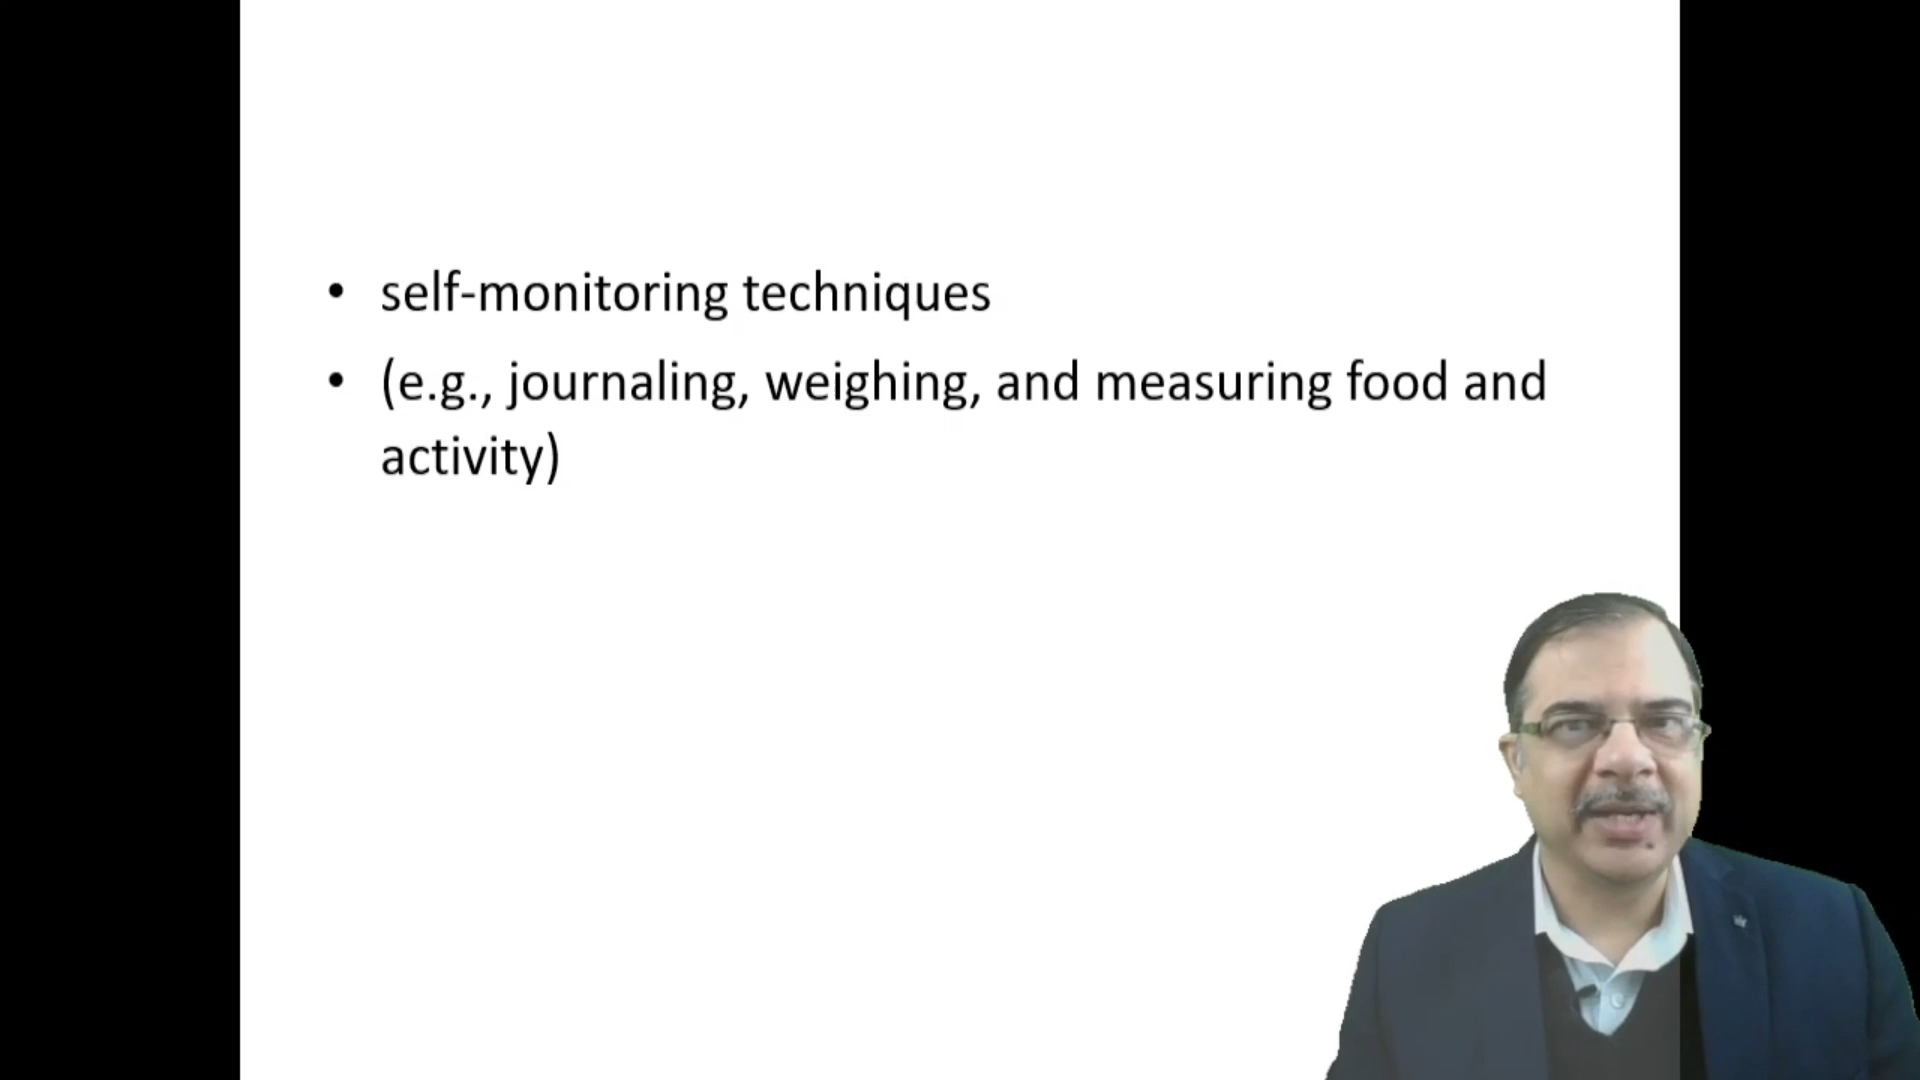 • self-monitoring techniques
• (e.g., journaling, weighing, and measuring food and
activity)